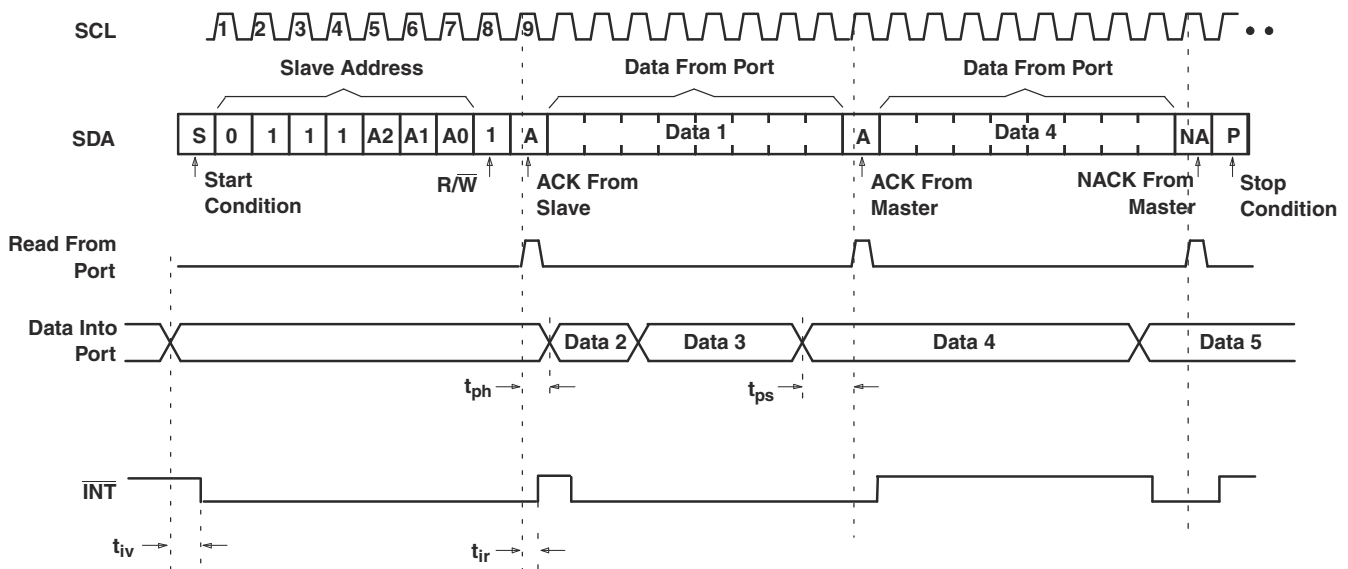 SCL 1 2 3 4 5 6 7 8 9
Slave Address Data From Port Data From Port
SDA S 0 1 1 1 A2 A1 A0 1 A Data 1 A Data 4 NA P
Start Condition
R/W̅
ACK From Slave
ACK From Master
NACK From Master
Stop Condition
Read From Port
Data Into Port Data 2 Data 3 Data 4 Data 5
tph tps
I̅N̅T̅
tiv tir